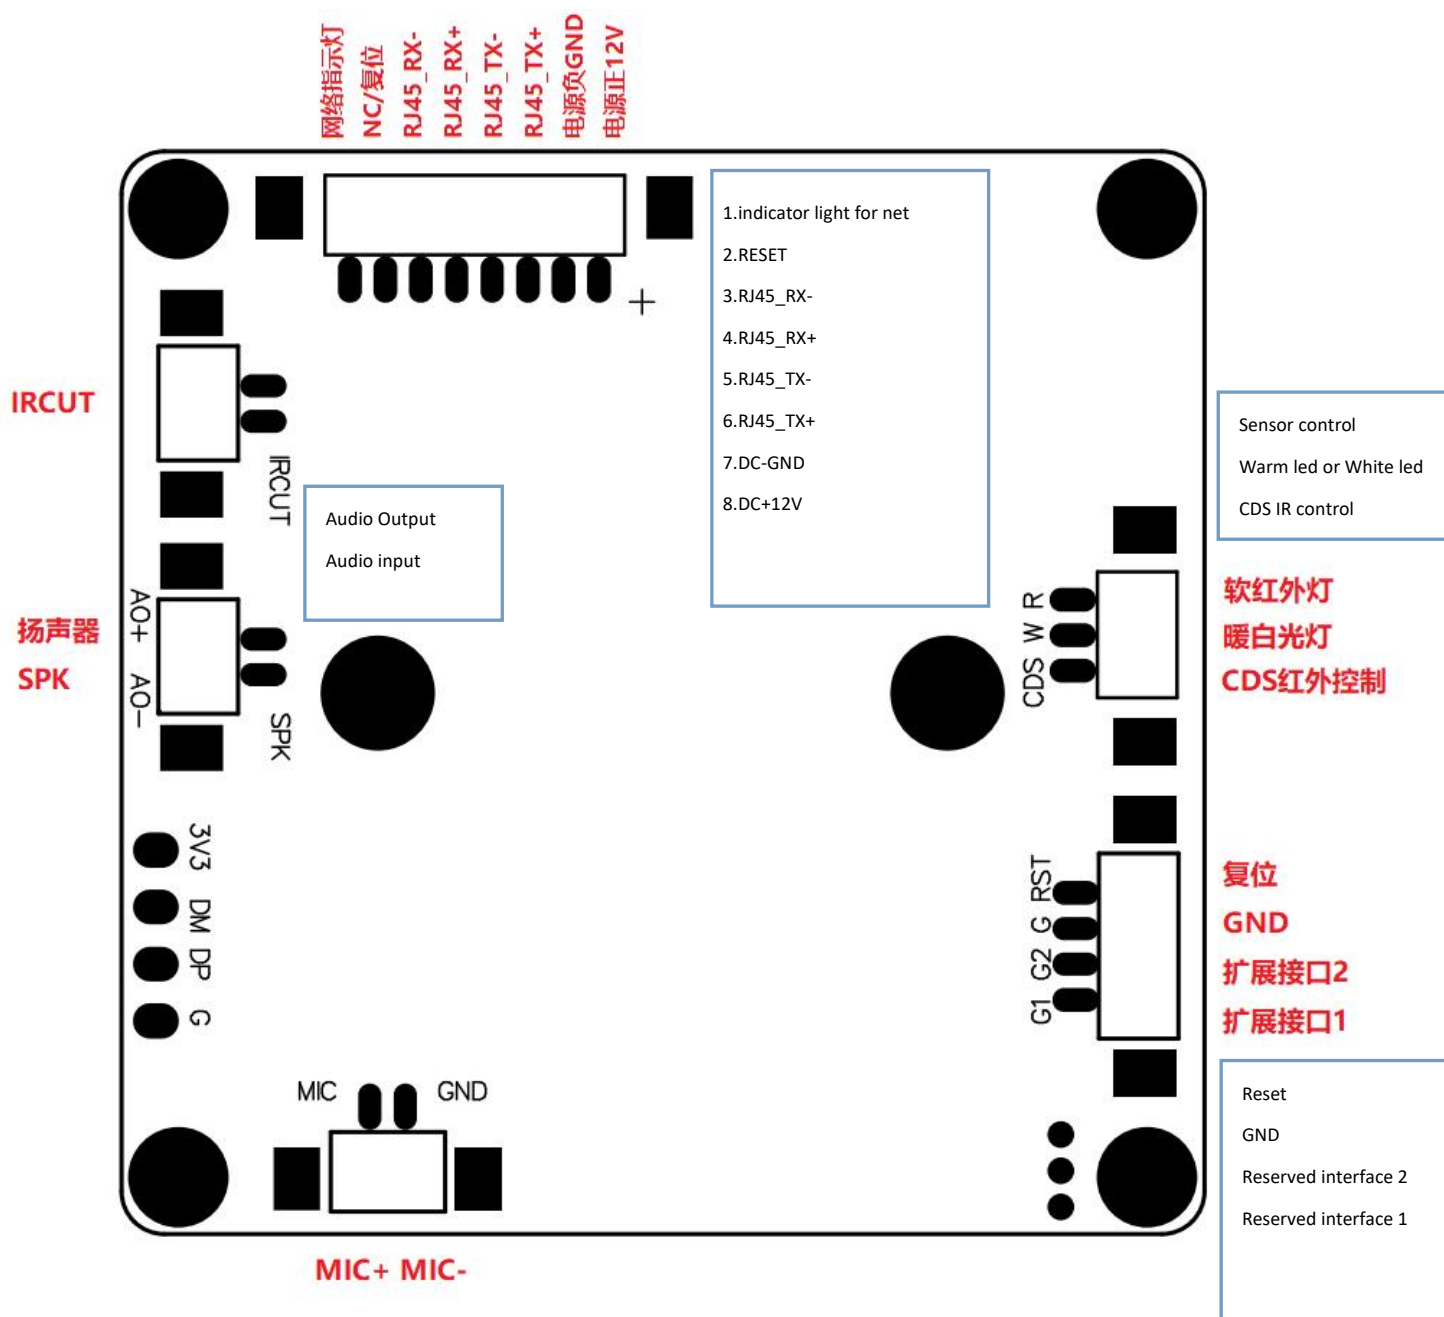 网络指示灯
NC/复位
RJ45_RX-
RJ45_RX+
RJ45_TX-
RJ45_TX+
电源负GND
电源正12V
+
1.indicator light for net
2.RESET
3.RJ45_RX-
4.RJ45_RX+
5.RJ45_TX-
6.RJ45_TX+
7.DC-GND
8.DC+12V
IRCUT
IRCUT
Audio Output
Audio input
扬声器
SPK
AO+
AO-
SPK
Sensor control
Warm led or White led
CDS IR control
R
W
CDS
软红外灯
暖白光灯
CDS红外控制
3V3
DM
DP
G
RST
G
G2
G1
复位
GND
扩展接口2
扩展接口1
Reset
GND
Reserved interface 2
Reserved interface 1
MIC
GND
MIC+ MIC-